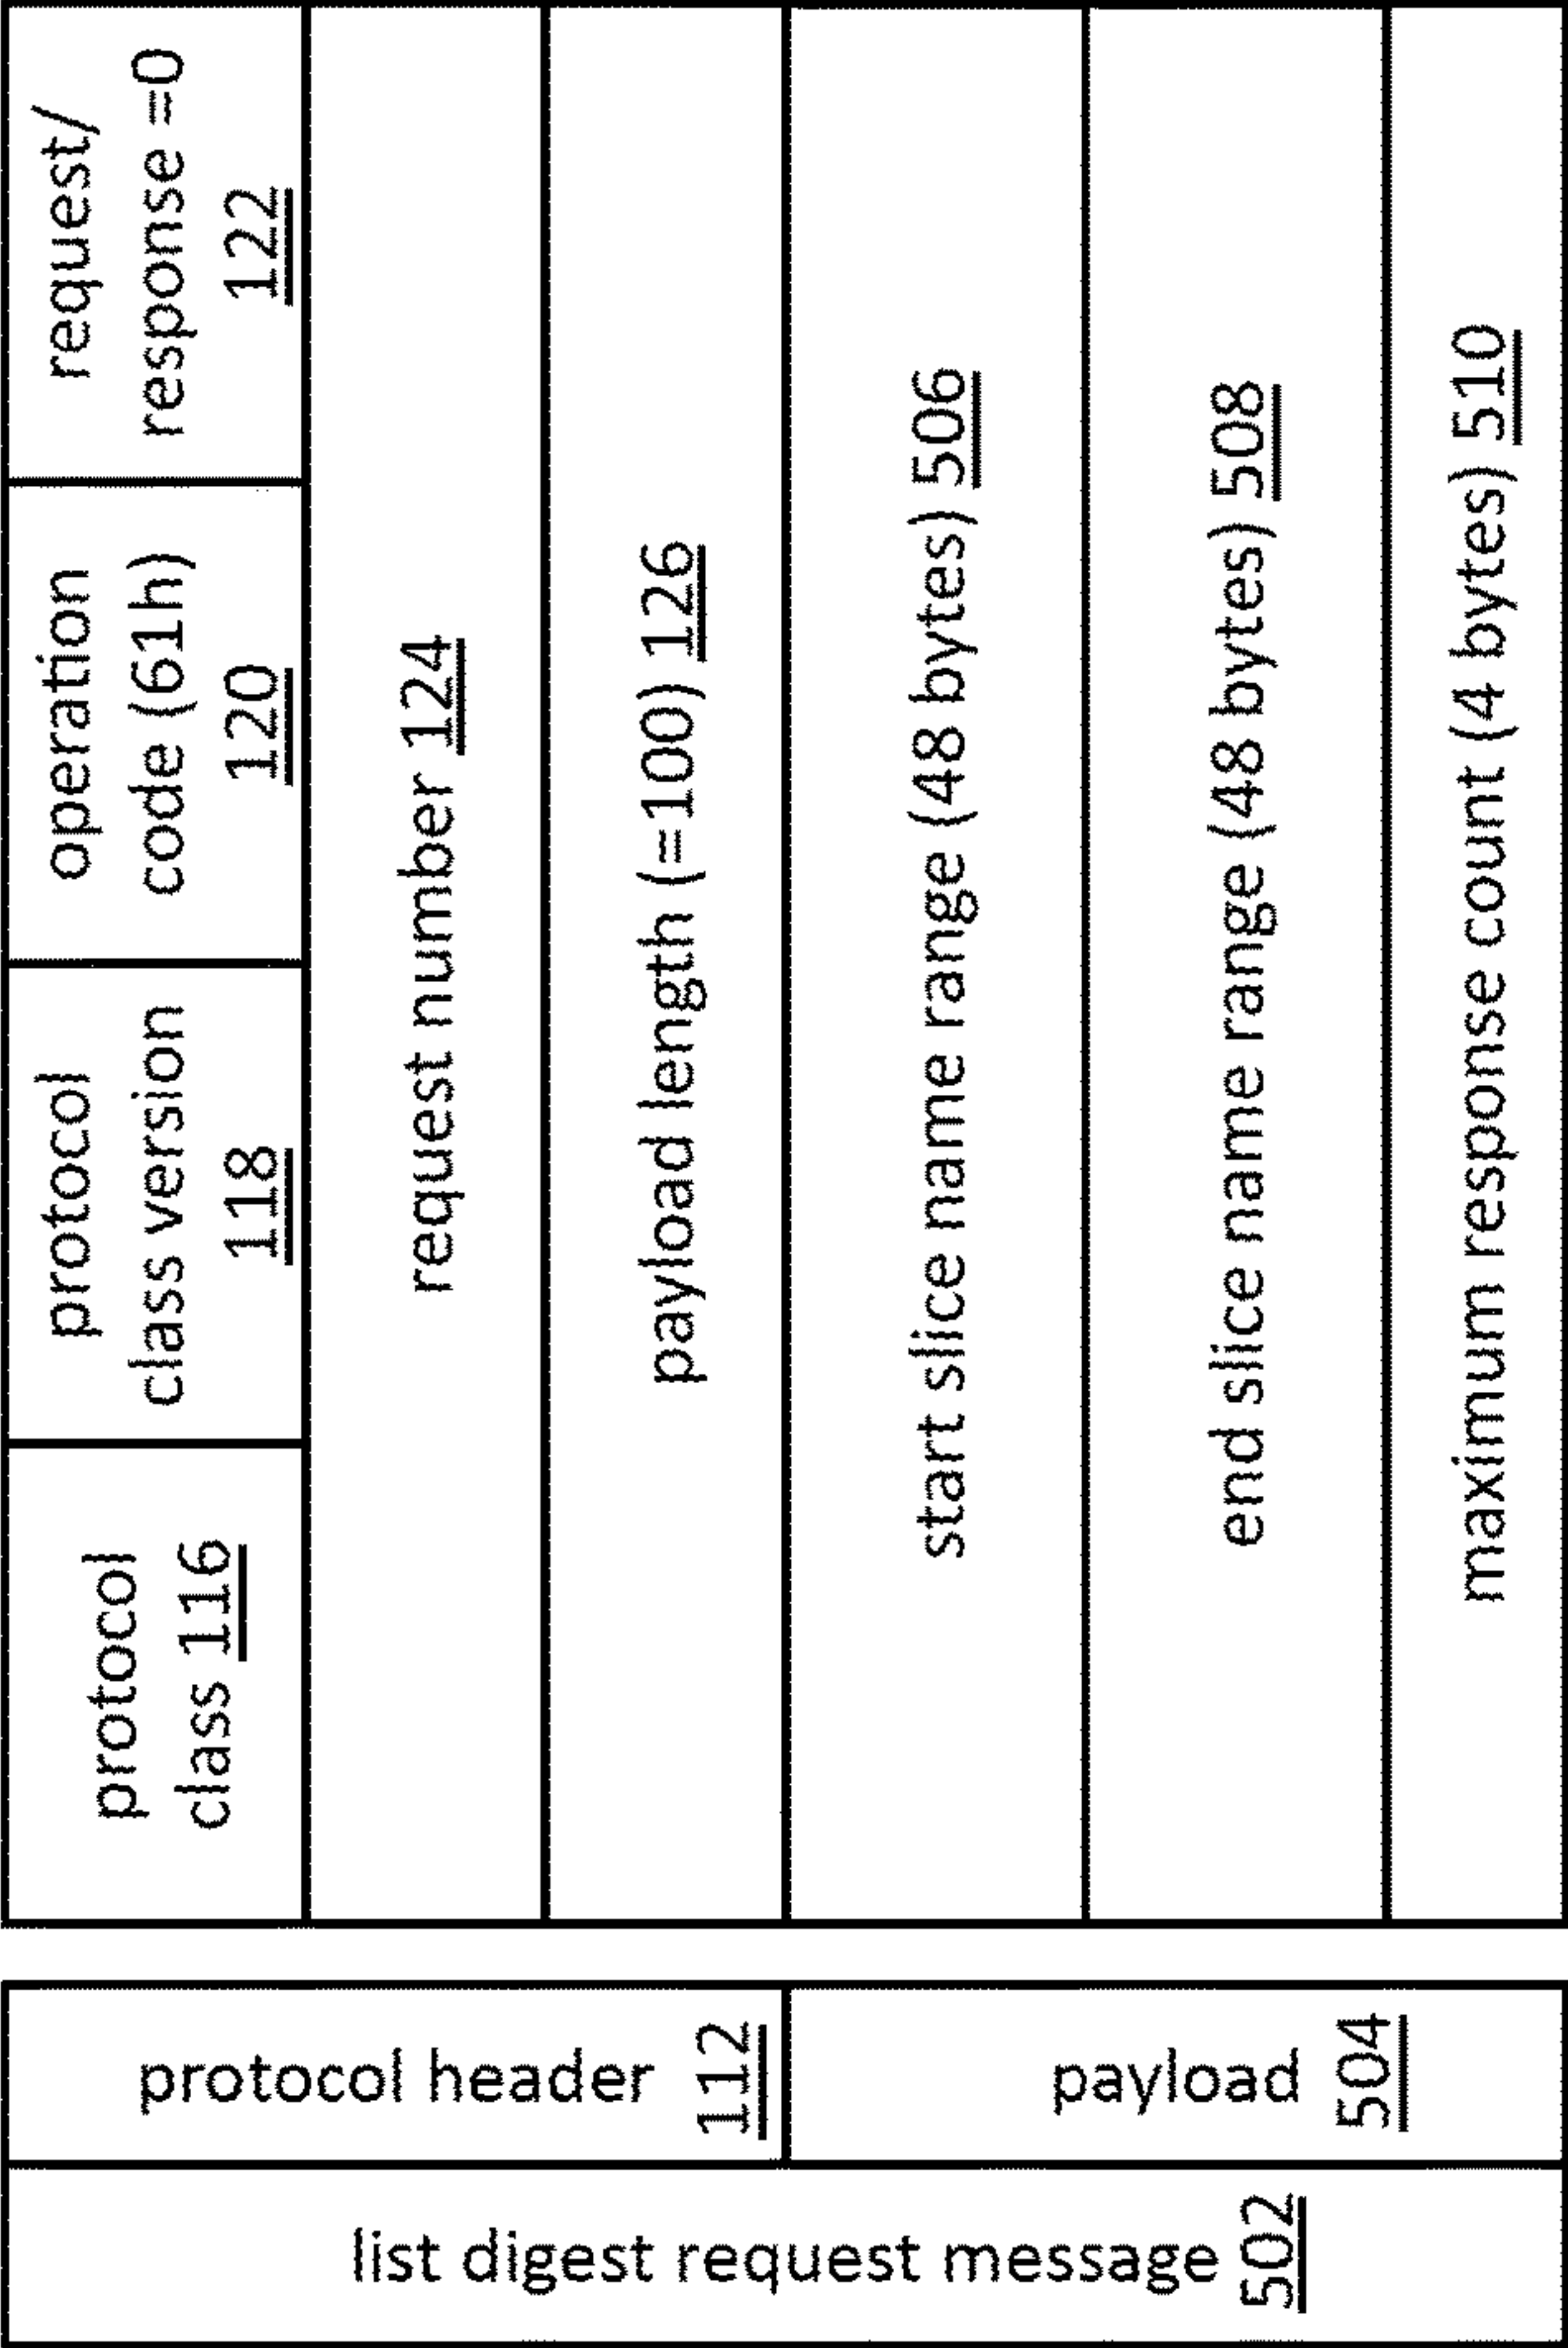 list digest request message 502
protocol header
112
payload
504
protocol
class 116
protocol
class version
118
operation
code (61h)
120
request/
response =0
122
request number 124
payload length (=100) 126
start slice name range (48 bytes) 506
end slice name range (48 bytes) 508
maximum response count (4 bytes) 510